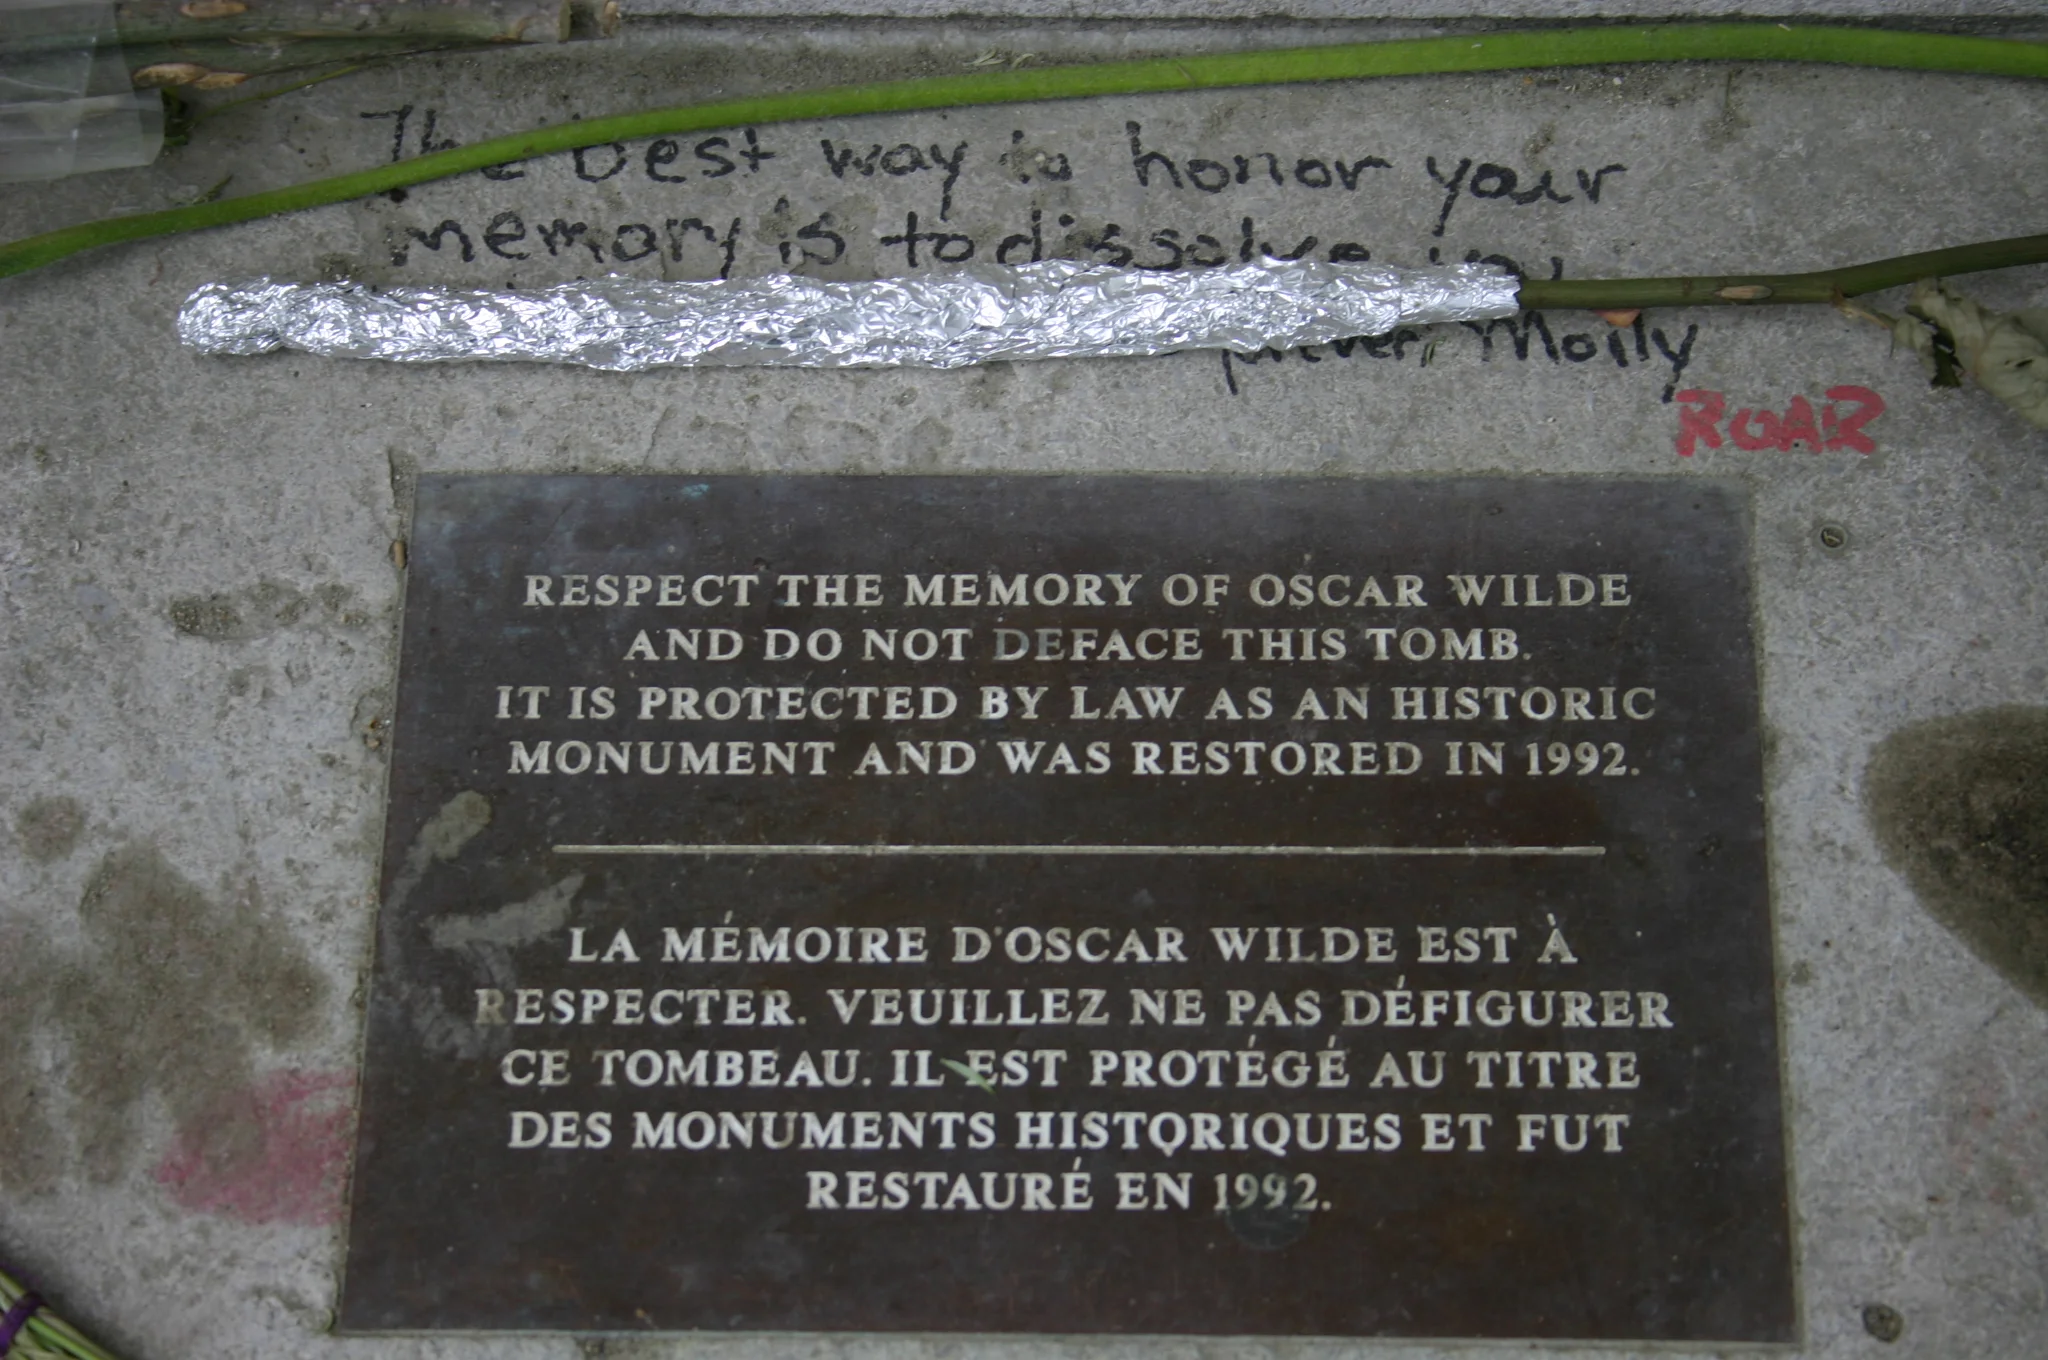 The best way to honor your
memory is to dissolve
Molly
ROAR
RESPECT THE MEMORY OF OSCAR WILDE
AND DO NOT DEFACE THIS TOMB.
IT IS PROTECTED BY LAW AS AN HISTORIC
MONUMENT AND WAS RESTORED IN 1992.
LA MÉMOIRE D'OSCAR WILDE EST À
RESPECTER. VEUILLEZ NE PAS DÉFIGURER
CE TOMBEAU. IL EST PROTÉGÉ AU TITRE
DES MONUMENTS HISTORIQUES ET FUT
RESTAURÉ EN 1992.